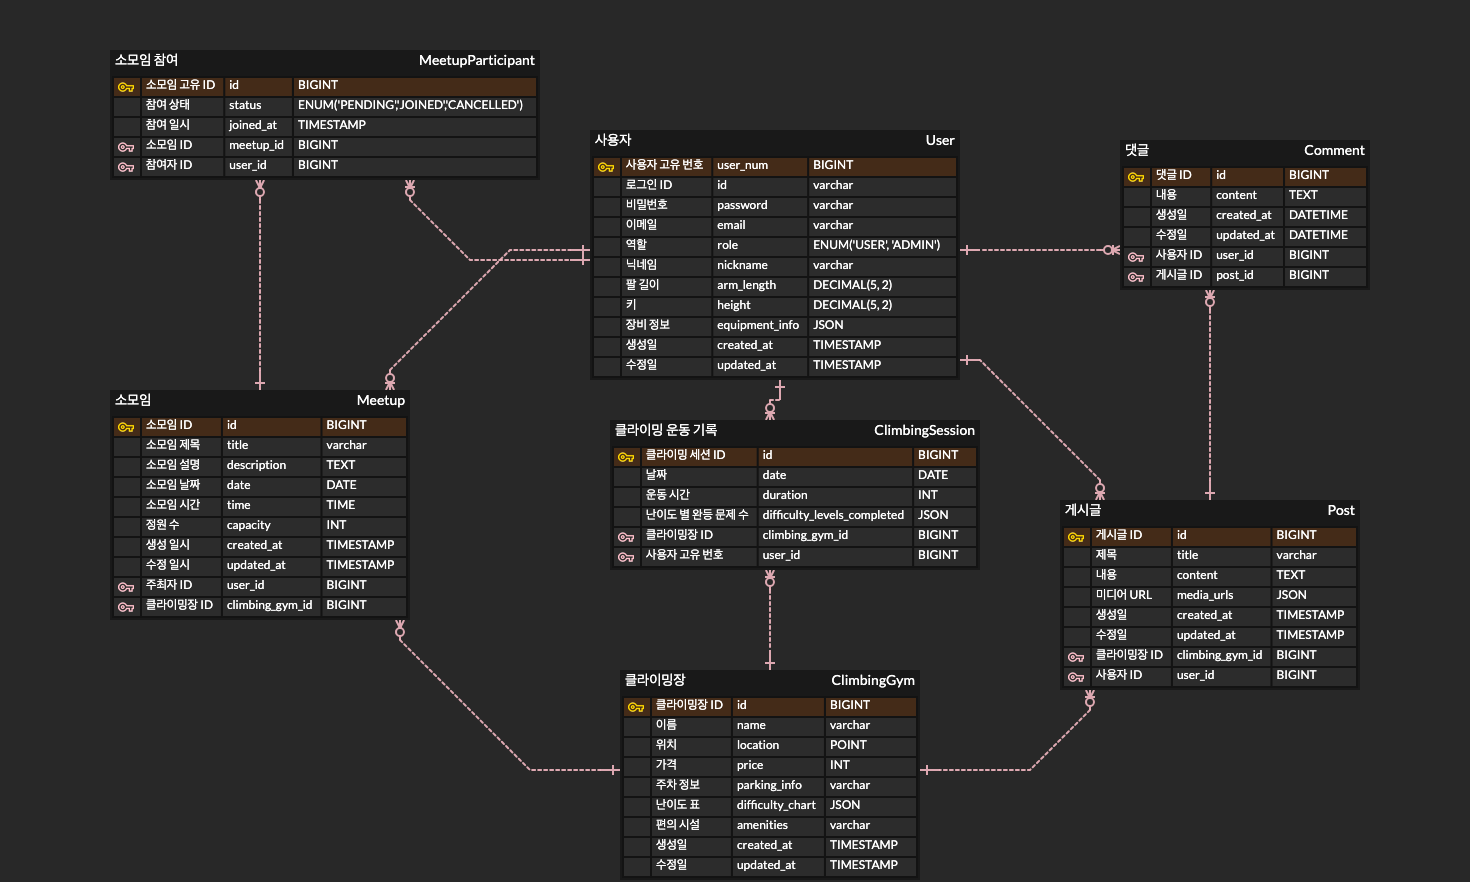 소모임 참여 MeetupParticipant
소모임 고유 ID id BIGINT
참여 상태 status ENUM('PENDING','JOINED','CANCELLED')
참여 일시 joined_at TIMESTAMP
소모임 ID meetup_id BIGINT
참여자 ID user_id BIGINT
사용자 User
사용자 고유 번호 user_num BIGINT
로그인 ID id varchar
비밀번호 password varchar
이메일 email varchar
역할 role ENUM('USER', 'ADMIN')
닉네임 nickname varchar
팔 길이 arm_length DECIMAL(5, 2)
키 height DECIMAL(5, 2)
장비 정보 equipment_info JSON
생성일 created_at TIMESTAMP
수정일 updated_at TIMESTAMP
댓글 Comment
댓글 ID id BIGINT
내용 content TEXT
생성일 created_at DATETIME
수정일 updated_at DATETIME
사용자 ID user_id BIGINT
게시글 ID post_id BIGINT
소모임 Meetup
소모임 ID id BIGINT
소모임 제목 title varchar
소모임 설명 description TEXT
소모임 날짜 date DATE
소모임 시간 time TIME
정원 수 capacity INT
생성 일시 created_at TIMESTAMP
수정 일시 updated_at TIMESTAMP
주최자 ID user_id BIGINT
클라이밍장 ID climbing_gym_id BIGINT
클라이밍 운동 기록 ClimbingSession
클라이밍 세션 ID id BIGINT
날짜 date DATE
운동 시간 duration INT
난이도 별 완등 문제 수 difficulty_levels_completed JSON
클라이밍장 ID climbing_gym_id BIGINT
사용자 고유 번호 user_id BIGINT
게시글 Post
게시글 ID id BIGINT
제목 title varchar
내용 content TEXT
미디어 URL media_urls JSON
생성일 created_at TIMESTAMP
수정일 updated_at TIMESTAMP
클라이밍장 ID climbing_gym_id BIGINT
사용자 ID user_id BIGINT
클라이밍장 ClimbingGym
클라이밍장 ID id BIGINT
이름 name varchar
위치 location POINT
가격 price INT
주차 정보 parking_info varchar
난이도 표 difficulty_chart JSON
편의 시설 amenities varchar
생성일 created_at TIMESTAMP
수정일 updated_at TIMESTAMP